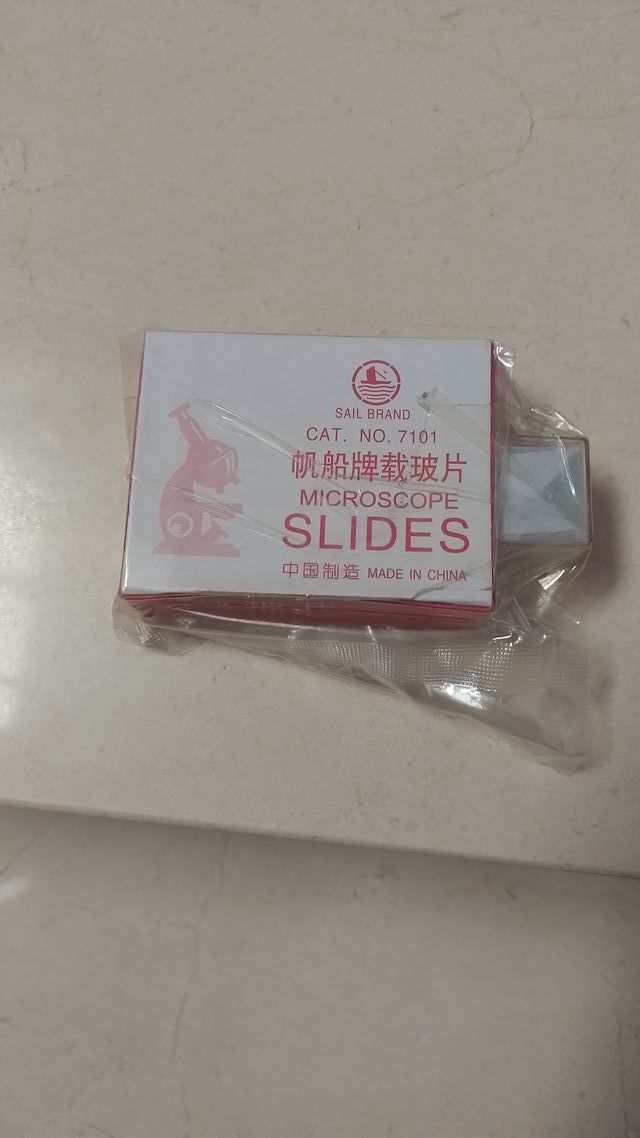 SAIL BRAND
CAT. NO. 7101
帆船牌载玻片
MICROSCOPE
SLIDES
中国制造 MADE IN CHINA